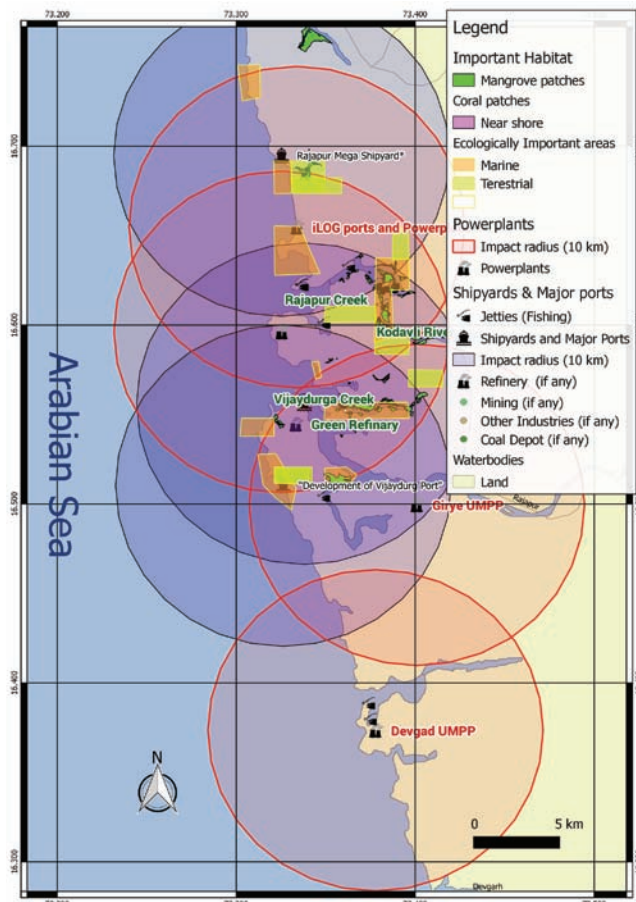 73.300
73.400
Legend
Important Habitat
Mangrove patches
Coral patches
Near shore
Ecologically Important areas
Marine
Terestrial
Powerplants
Impact radius (10 km)
Powerplants
Shipyards & Major ports
Jetties (Fishing)
Shipyards and Major Ports
Impact radius (10 km)
Refinery (if any)
Mining (if any)
Other Industries (if any)
Coal Depot (if any)
Waterbodies
Land
16.700
Rajapur Mega Shipyard*
iLOG ports and Powerp
Rajapur Creek
16.600
Kodavli Rive
Vijaydurga Creek
Green Refinary
Arabian Sea
"Development of Vijaydurg Port"
16.500
Rajapur
Girye UMPP
16.400
Devgad UMPP
N
0 5 km
Devgarh